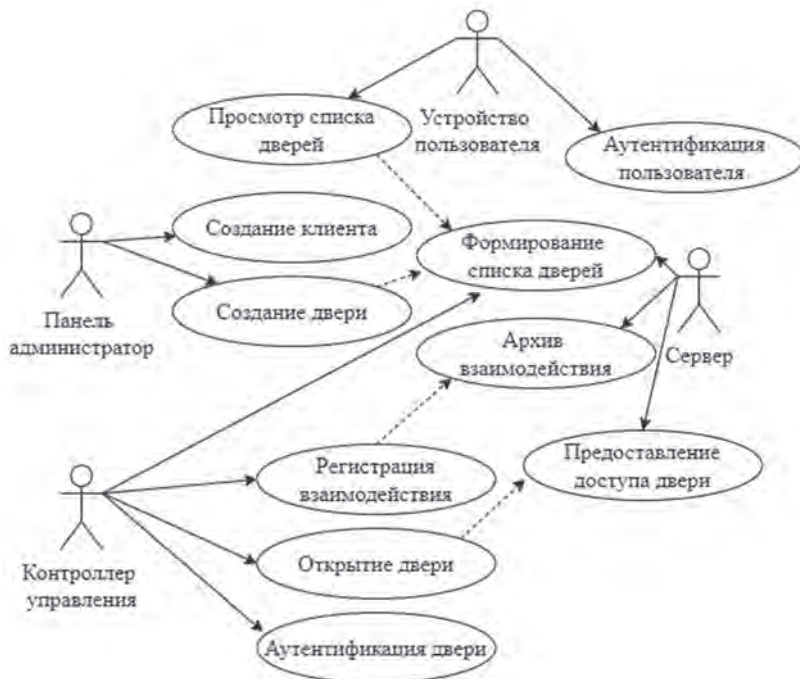 Просмотр списка
дверей
Устройство
пользователя
Аутентификация
пользователя
Создание клиента
Формирование
списка дверей
Панель
администратор
Создание двери
Архив
взаимодействия
Сервер
Регистрация
взаимодействия
Предоставление
доступа двери
Контроллер
управления
Открытие двери
Аутентификация двери